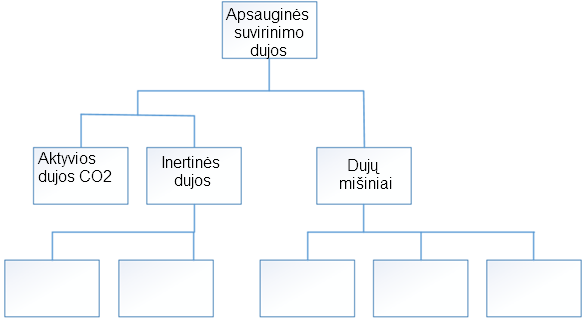 Apsauginės
suvirinimo
dujos
Aktyvios
dujos CO2
Inertinės
dujos
Dujų
mišiniai